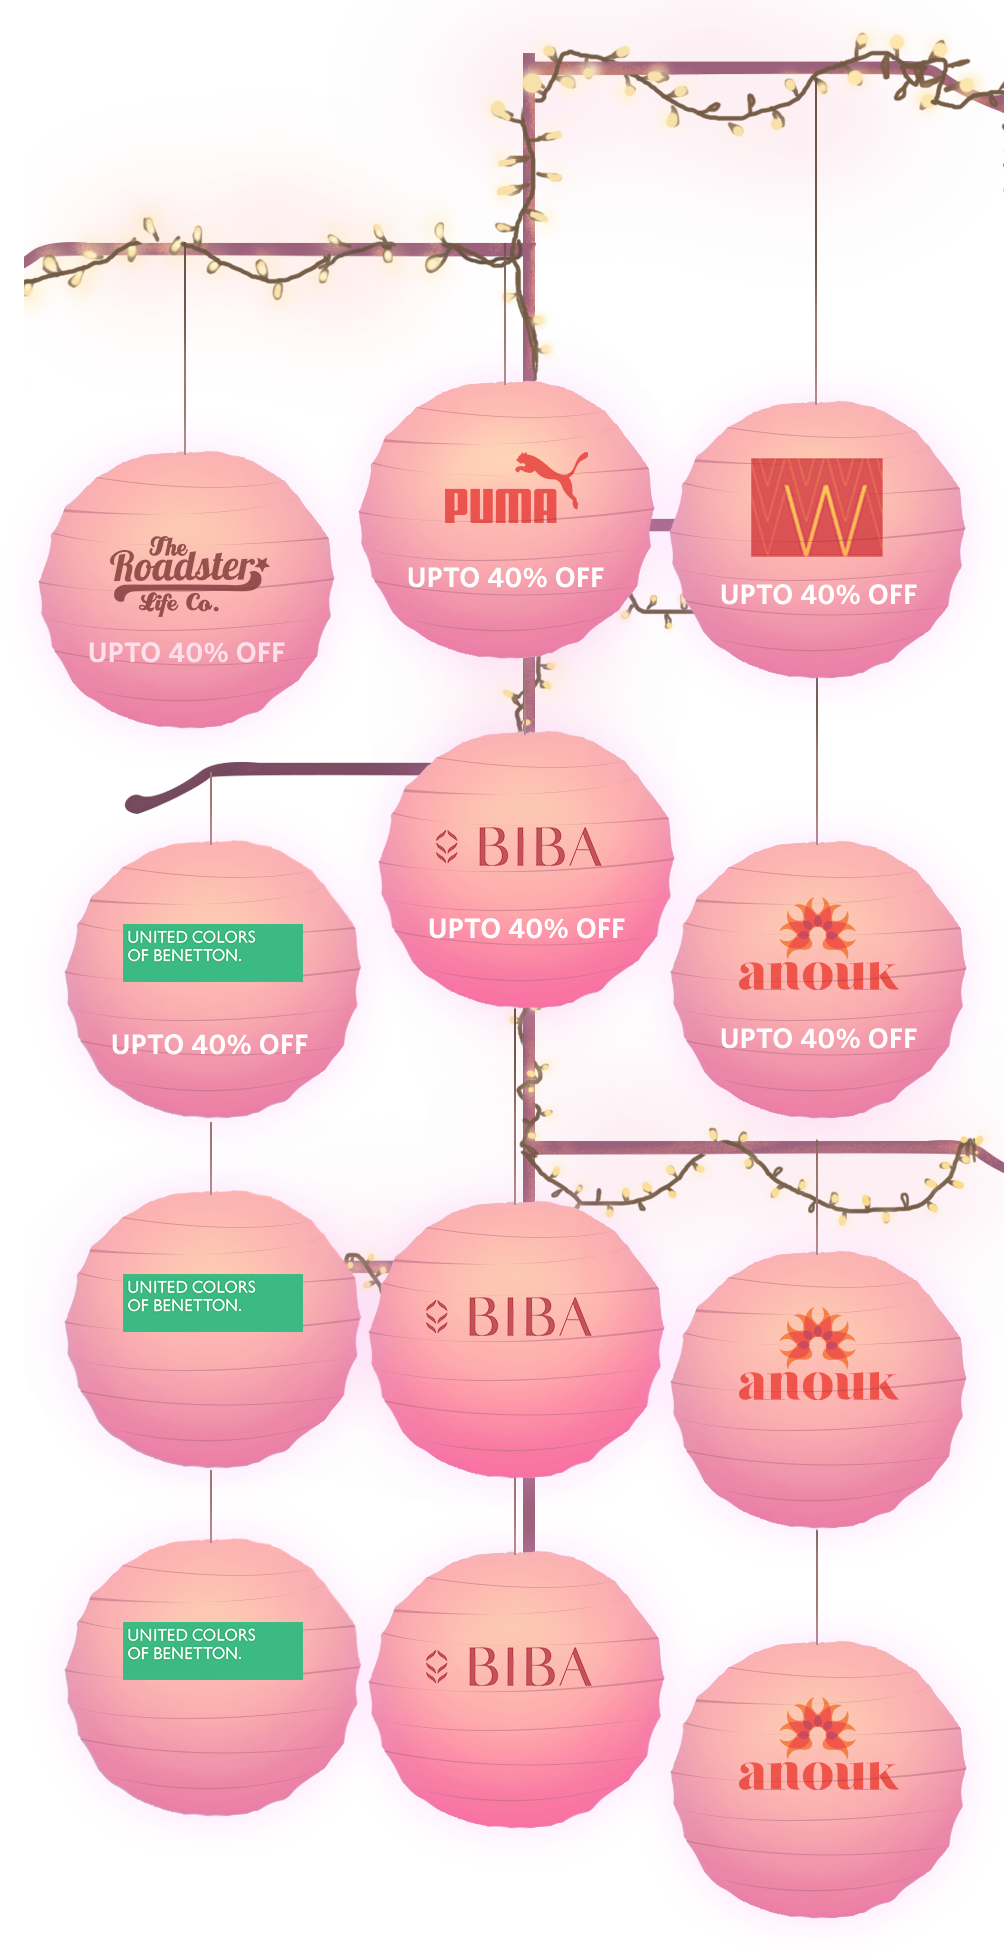 PUMA
UPTO 40% OFF
W
UPTO 40% OFF
The
Roadster
Life Co.
UPTO 40% OFF
BIBA
UPTO 40% OFF
UNITED COLORS
OF BENETTON.
UPTO 40% OFF
anouk
UPTO 40% OFF
UNITED COLORS
OF BENETTON.
BIBA
anouk
UNITED COLORS
OF BENETTON.
BIBA
anouk